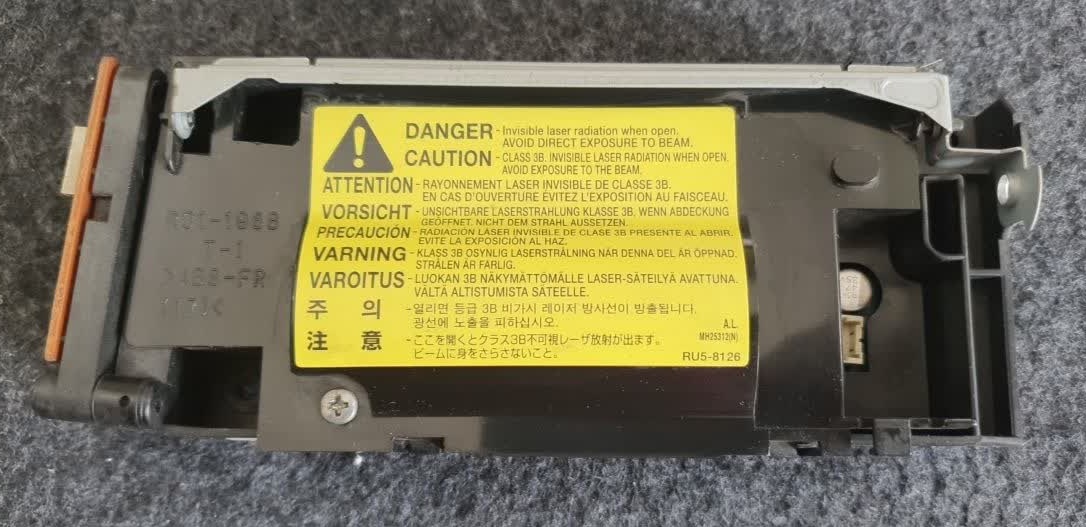 DANGER - Invisible laser radiation when open.
AVOID DIRECT EXPOSURE TO BEAM.
CAUTION - CLASS 3B. INVISIBLE LASER RADIATION WHEN OPEN.
AVOID EXPOSURE TO THE BEAM.
ATTENTION - RAYONNEMENT LASER INVISIBLE DE CLASSE 3B.
EN CAS D'OUVERTURE ÉVITEZ L'EXPOSITION AU FAISCEAU.
VORSICHT - UNSICHTBARE LASERSTRAHLUNG KLASSE 3B, WENN ABDECKUNG
GEÖFFNET. NICHT DEM STRAHL AUSSETZEN.
PRECAUCIÓN - RADIACIÓN LASER INVISIBLE DE CLASE 3B PRESENTE AL ABRIR.
EVITE LA EXPOSICIÓN AL HAZ.
VARNING - KLASS 3B OSYNLIG LASERSTRÅLNING NÄR DENNA DEL ÄR ÖPPNAD.
STRÅLEN ÄR FARLIG.
VAROITUS - LUOKAN 3B NÄKYMÄTTÖMÄLLE LASER-SÄTEILYÄ AVATTUNA.
VÄLTÄ ALTISTUMISTA SÄTEELLE.
주 의 - 열리면 등급 3B 비가시 레이저 방사선이 방출됩니다.
광선에 노출을 피하십시오.
注 意 - ここを開くとクラス3B不可視レーザ放射が出ます。
ビームに身をさらさないこと。
A.L.
MH25312(N)
RU5-8126
T-1